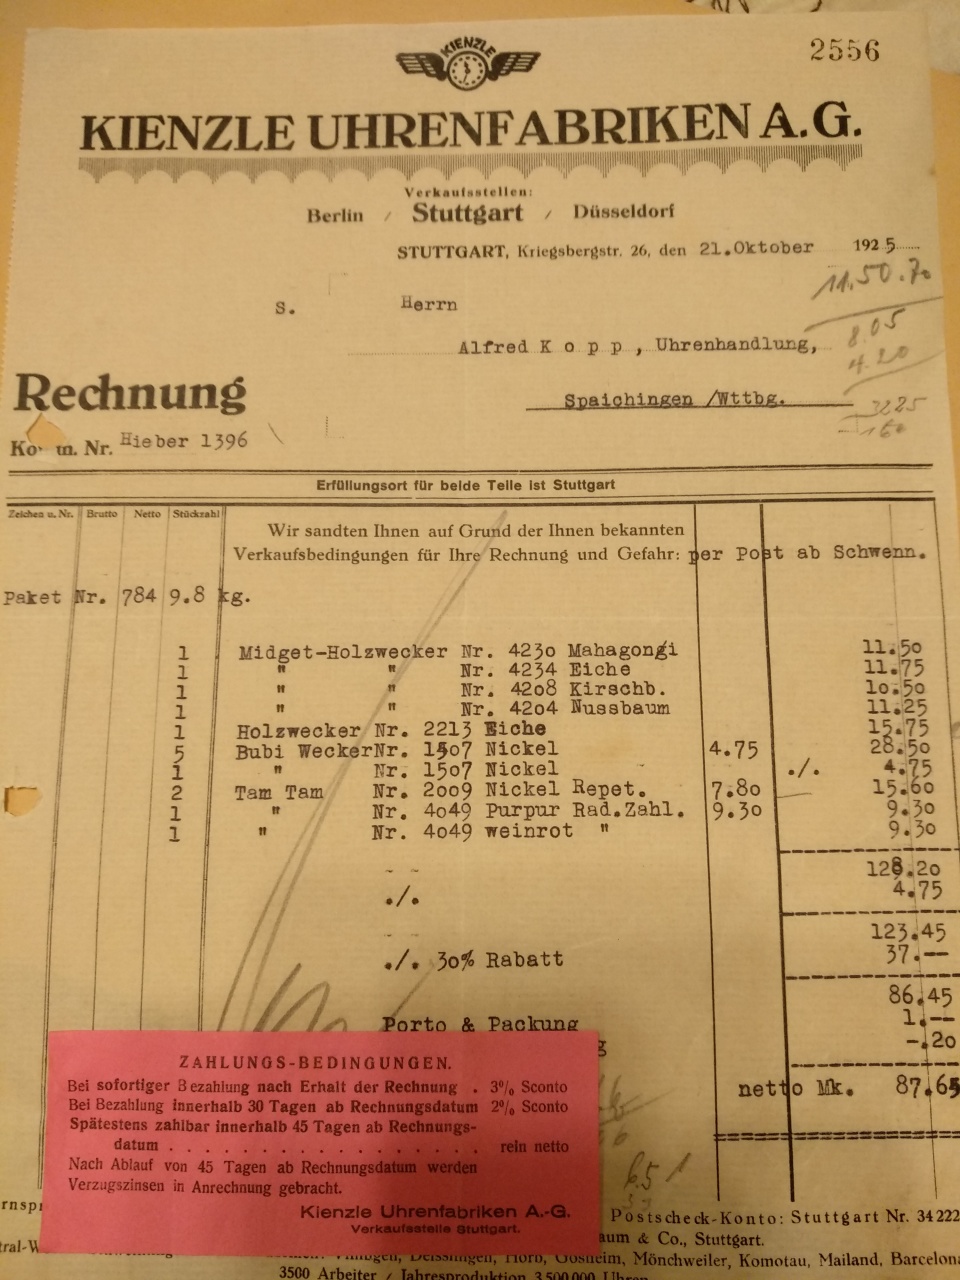 KIENZLE
2556
KIENZLE UHRENFABRIKEN A.G.
Verkaufsstellen:
Berlin / Stuttgart / Düsseldorf
STUTTGART, Kriegsbergstr. 26, den 21.Oktober 1925
11.50.70
S. Herrn
8.05
Alfred K o p p , Uhrenhandlung,
4.20
Rechnung
Spaichingen /Wttbg.
3225
Nr. Hieber 1396
Erfüllungsort für beide Teile ist Stuttgart
Zeichen u. Nr. Brutto Netto Stückzahl
Wir sandten Ihnen auf Grund der Ihnen bekannten
Verkaufsbedingungen für Ihre Rechnung und Gefahr: per Post ab Schwenn.
Paket Nr. 784 9.8 kg.
1 Midget-Holzwecker Nr. 4230 Mahagongi 11.50
1 " " Nr. 4234 Eiche 11.75
1 " " Nr. 4208 Kirschb. 10.50
1 " " Nr. 4204 Nussbaum 11.25
1 Holzwecker Nr. 2213 Eiche 15.75
5 Bubi WeckerNr. 1507 Nickel 4.75 28.50
1 " Nr. 1507 Nickel ./. 4.75
2 Tam Tam Nr. 2009 Nickel Repet. 7.80 15.60
1 " Nr. 4049 Purpur Rad.Zahl. 9.30 9.30
1 " Nr. 4049 weinrot " 9.30
128.20
./. 4.75
123.45
./. 30% Rabatt 37.--
86.45
Porto & Packung 1.--
-.20
netto Mk. 87.65
ZAHLUNGS-BEDINGUNGEN.
Bei sofortiger Bezahlung nach Erhalt der Rechnung . 3% Sconto
Bei Bezahlung innerhalb 30 Tagen ab Rechnungsdatum 2% Sconto
Spätestens zahlbar innerhalb 45 Tagen ab Rechnungs-
datum . . . . . . . . . . . . . . . . . rein netto
Nach Ablauf von 45 Tagen ab Rechnungsdatum werden
Verzugszinsen in Anrechnung gebracht.
Kienzle Uhrenfabriken A.-G.
Verkaufsstelle Stuttgart.
Postscheck-Konto: Stuttgart Nr. 34222
& Co., Stuttgart.
Deisslingen, Horn, Gosheim, Mönchweiler, Komotau, Mailand, Barcelona
3500 Arbeiter / Jahresproduktion 3,500,000 Uhren